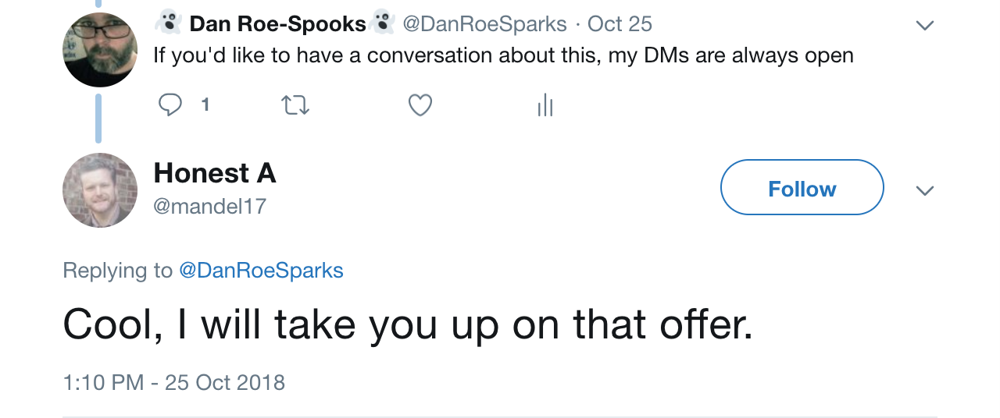 Dan Roe-Spooks @DanRoeSparks · Oct 25
If you'd like to have a conversation about this, my DMs are always open
1
Honest A
Follow
@mandel17
Replying to @DanRoeSparks
Cool, I will take you up on that offer.
1:10 PM - 25 Oct 2018